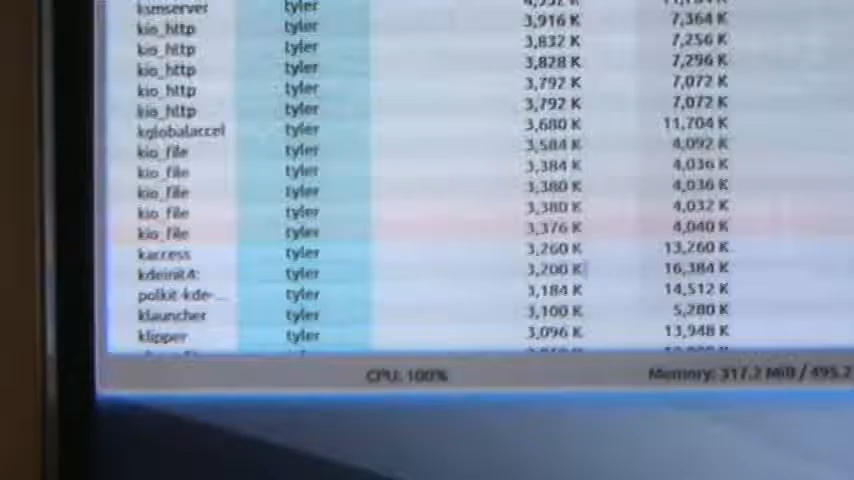 ksmserver tyler
kio_http tyler 3,916 K 7,364 K
kio_http tyler 3,832 K 7,256 K
kio_http tyler 3,828 K 7,296 K
kio_http tyler 3,792 K 7,072 K
kio_http tyler 3,792 K 7,072 K
kglobalaccel tyler 3,680 K 11,704 K
kio_file tyler 3,584 K 4,092 K
kio_file tyler 3,384 K 4,036 K
kio_file tyler 3,380 K 4,036 K
kio_file tyler 3,380 K 4,032 K
kio_file tyler 3,376 K 4,040 K
kaccess tyler 3,260 K 13,260 K
kdeinit4: tyler 3,200 K 16,384 K
polkit-kde-... tyler 3,184 K 14,512 K
klauncher tyler 3,100 K 5,280 K
klipper tyler 3,096 K 13,948 K
CPU: 100% Memory: 317.2 MiB / 495.2